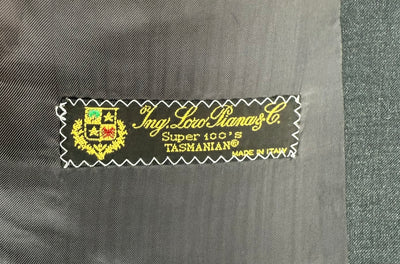 Ing. Loro Piana & C.
Super 100's
TASMANIAN®
MADE IN ITALY